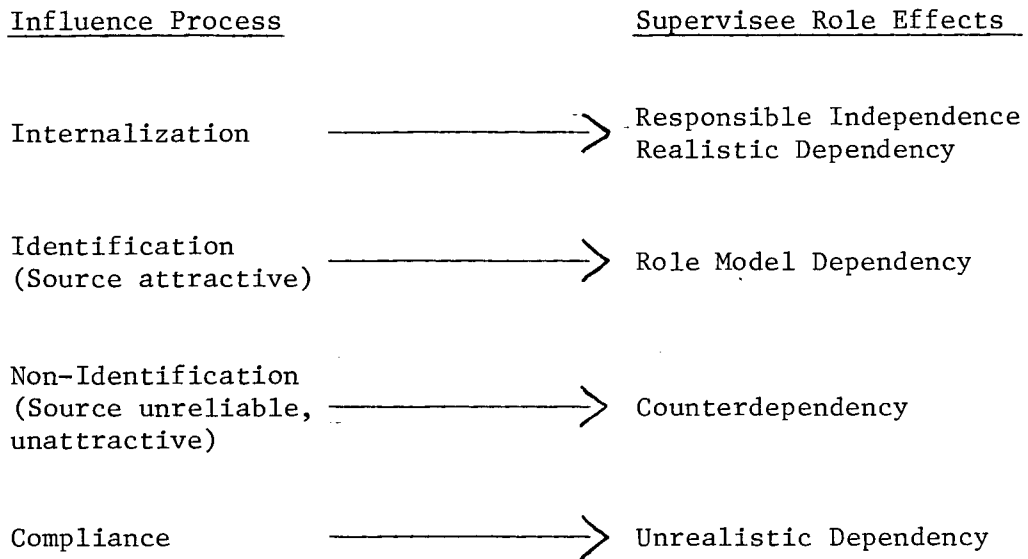 Influence Process
Supervisee Role Effects
Internalization
Responsible Independence
Realistic Dependency
Identification
(Source attractive)
Role Model Dependency
Non-Identification
(Source unreliable,
unattractive)
Counterdependency
Compliance
Unrealistic Dependency